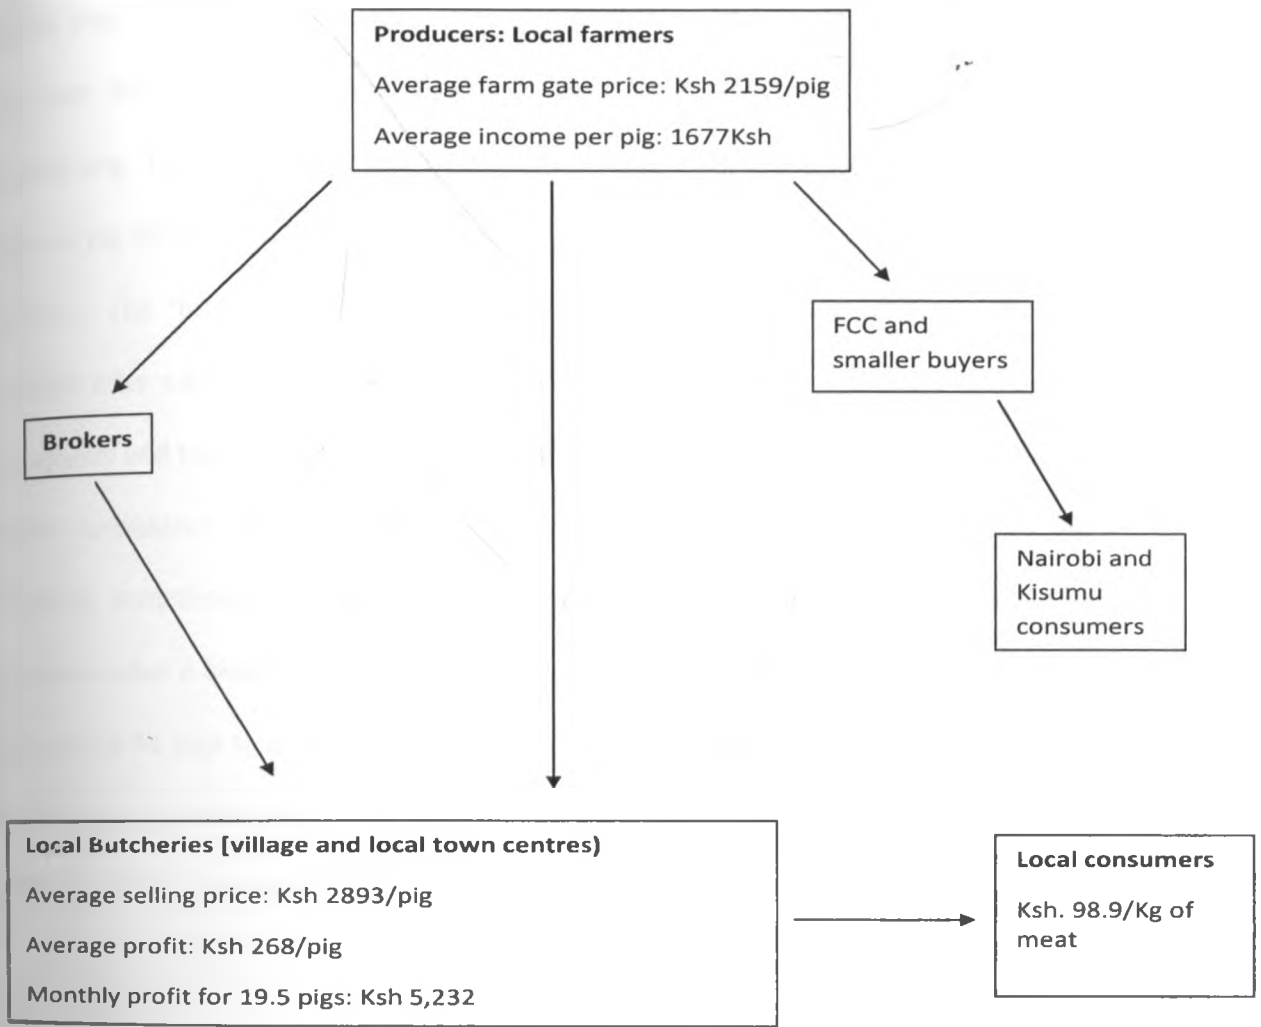 Producers: Local farmers
Average farm gate price: Ksh 2159/pig
Average income per pig: 1677Ksh
FCC and
smaller buyers
Brokers
Nairobi and
Kisumu
consumers
Local Butcheries [village and local town centres)
Average selling price: Ksh 2893/pig
Average profit: Ksh 268/pig
Monthly profit for 19.5 pigs: Ksh 5,232
Local consumers
Ksh. 98.9/Kg of
meat